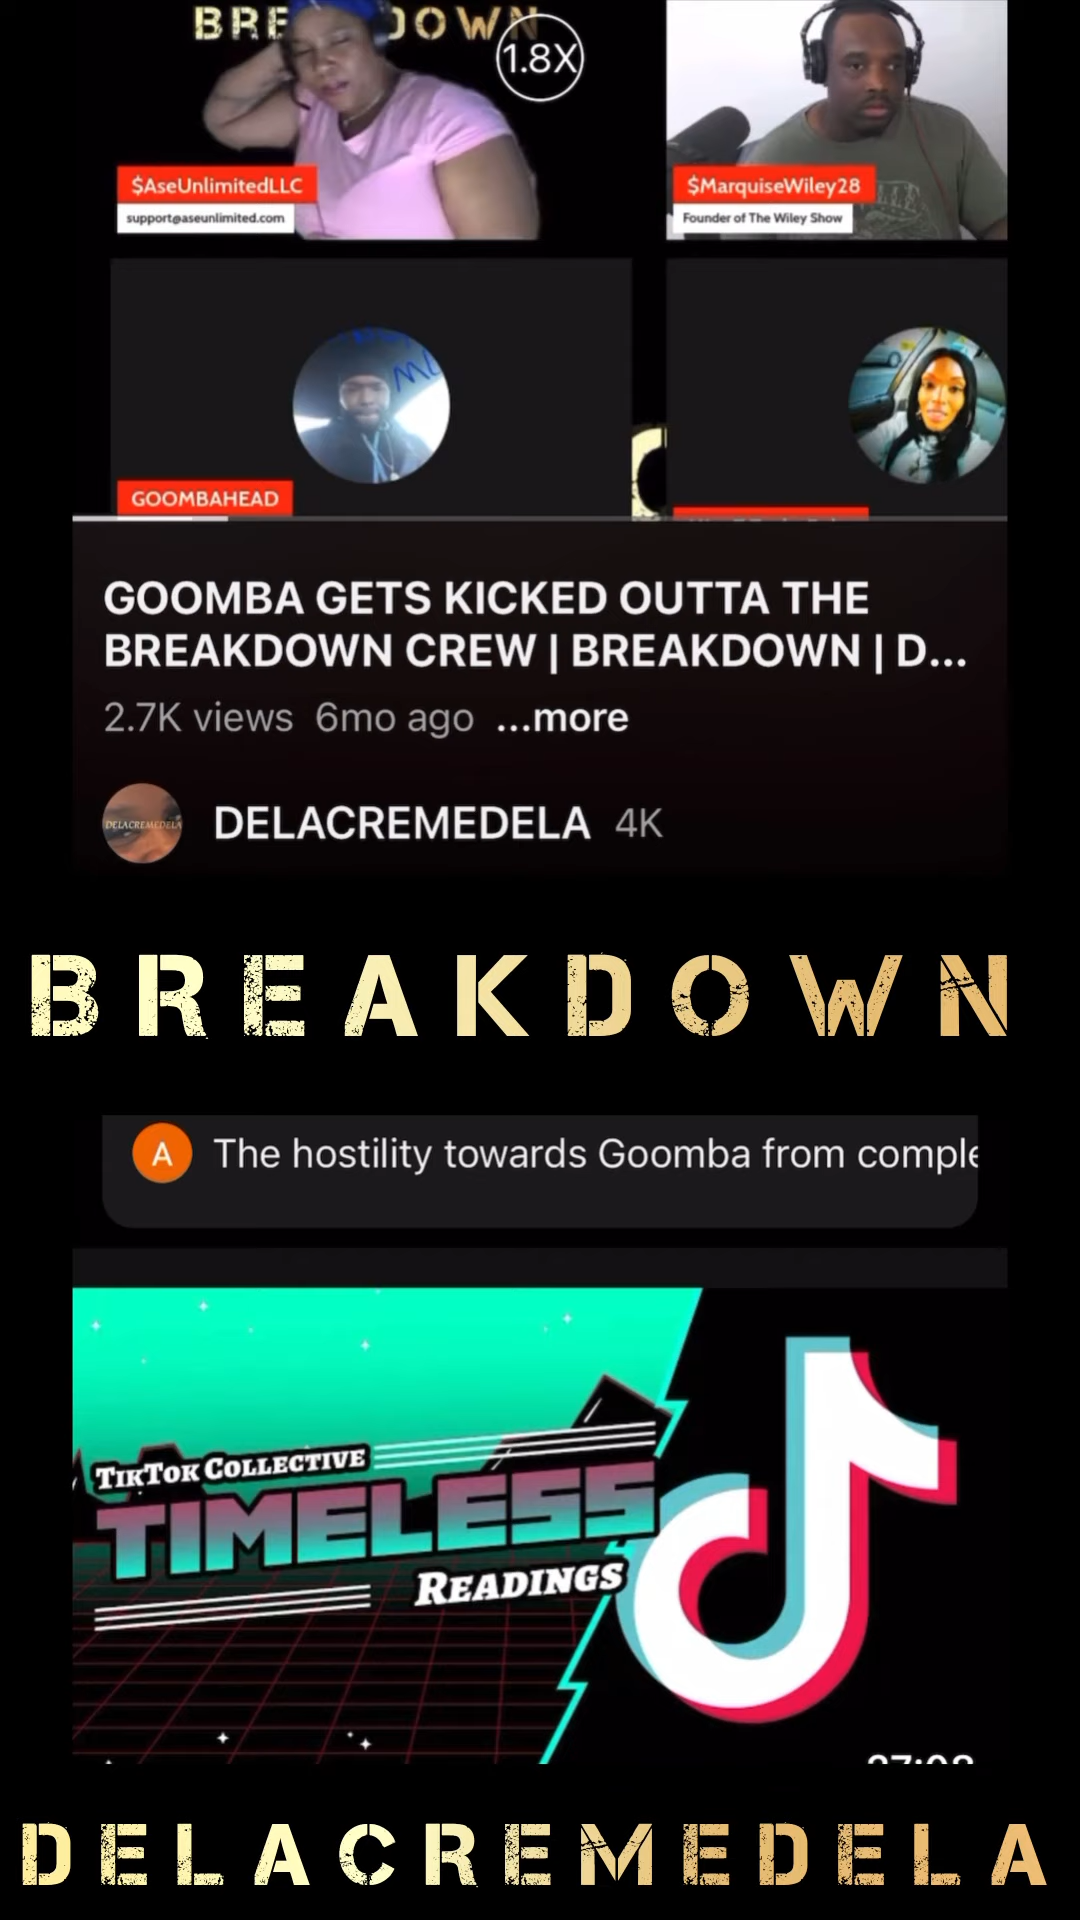 BREAKDOWN
1.8X
$AseUnlimitedLLC
support@aseunlimited.com
$MarquiseWiley28
Founder of The Wiley Show
GOOMBAHEAD
GOOMBA GETS KICKED OUTTA THE
BREAKDOWN CREW | BREAKDOWN | D...
2.7K views 6mo ago ...more
DELACREMEDELA
DELACREMEDELA 4K
BREAKDOWN
A The hostility towards Goomba from comple
TIKTOK COLLECTIVE
TIMELESS
READINGS
DELACREMEDELA